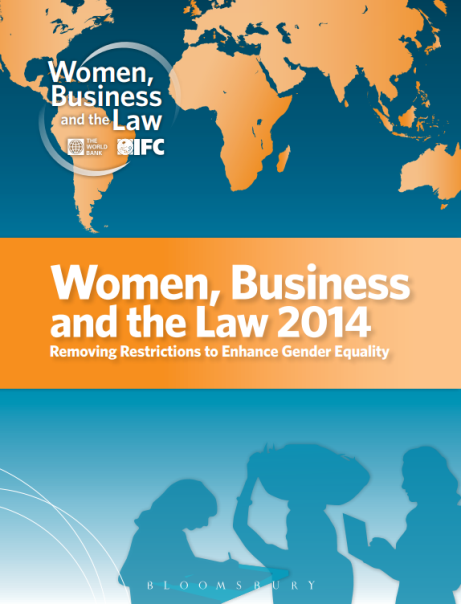 Women,
Business
and the Law
THE
WORLD
BANK
IFC
Women, Business
and the Law 2014
Removing Restrictions to Enhance Gender Equality
BLOOMSBURY